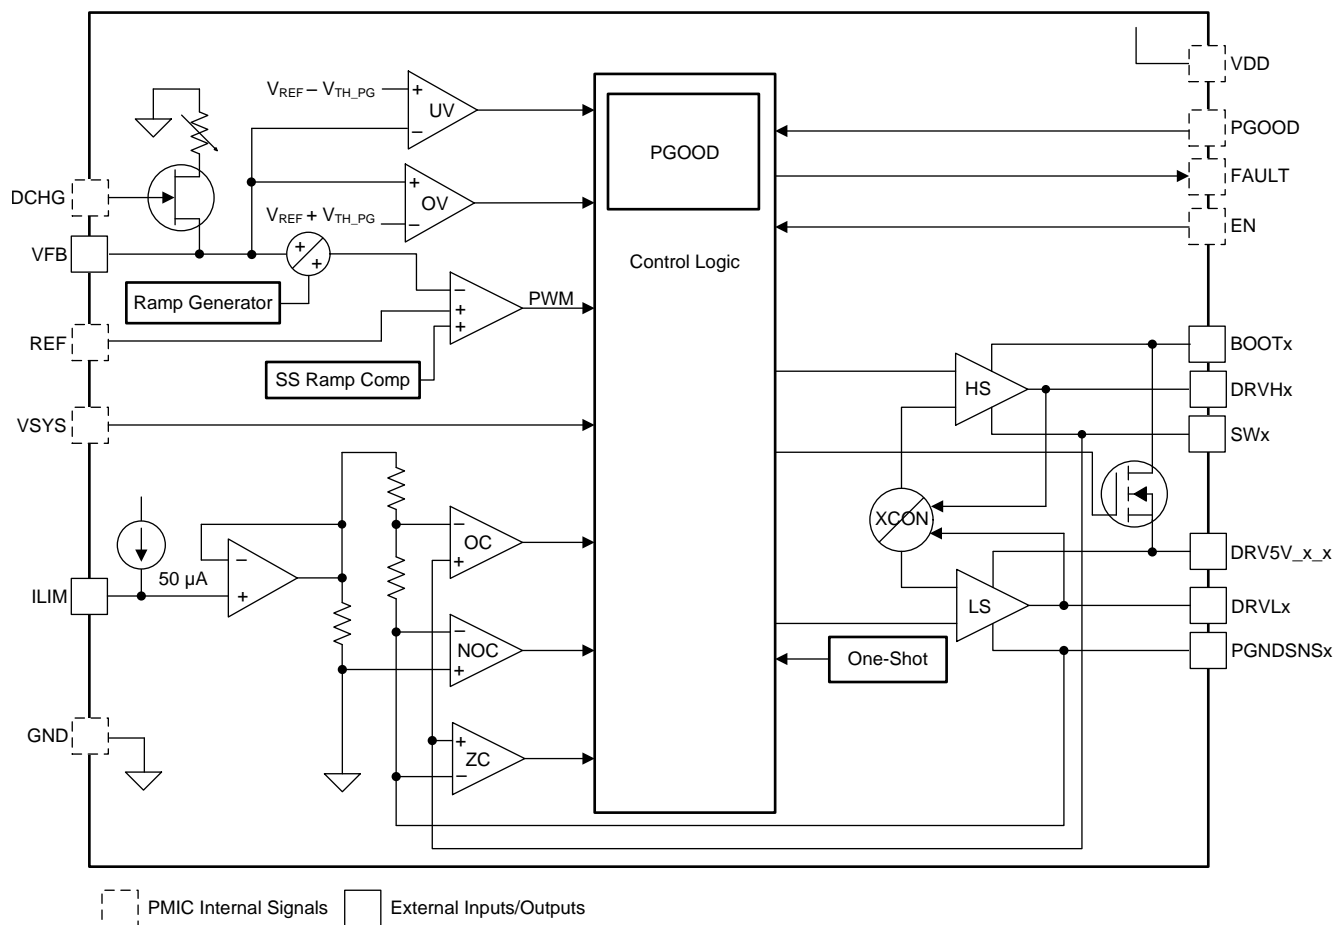 V_REF – V_TH_PG
+
UV
–
VDD
PGOOD
PGOOD
FAULT
DCHG
+
OV
–
V_REF + V_TH_PG
EN
VFB
+
+
Control Logic
Ramp Generator
–
+
+
PWM
REF
SS Ramp Comp
BOOTx
HS
DRVHx
VSYS
SWx
XCON
–
OC
+
–
+
50 µA
ILIM
DRV5V_x_x
LS
DRVLx
–
NOC
+
One-Shot
PGNDSNSx
GND
+
ZC
–
PMIC Internal Signals
External Inputs/Outputs